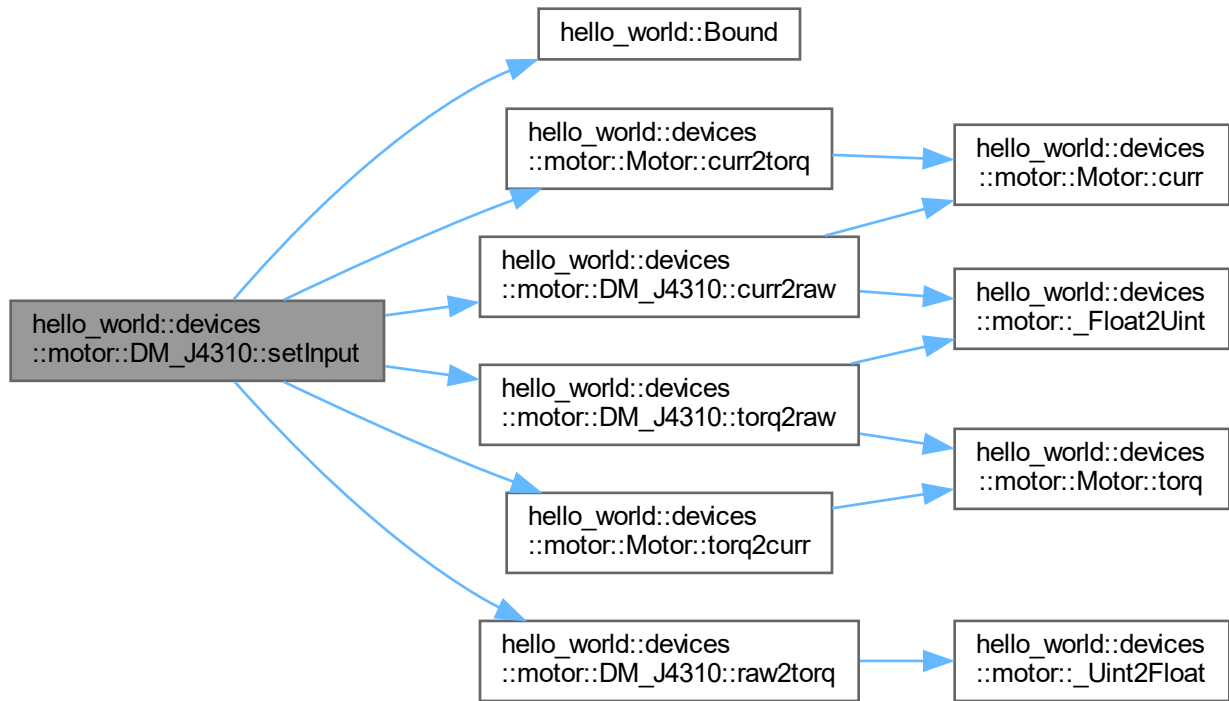 hello_world::devices
::motor::DM_J4310::setInput
hello_world::Bound
hello_world::devices
::motor::Motor::curr2torq
hello_world::devices
::motor::DM_J4310::curr2raw
hello_world::devices
::motor::DM_J4310::torq2raw
hello_world::devices
::motor::Motor::torq2curr
hello_world::devices
::motor::DM_J4310::raw2torq
hello_world::devices
::motor::Motor::curr
hello_world::devices
::motor::_Float2Uint
hello_world::devices
::motor::Motor::torq
hello_world::devices
::motor::_Uint2Float